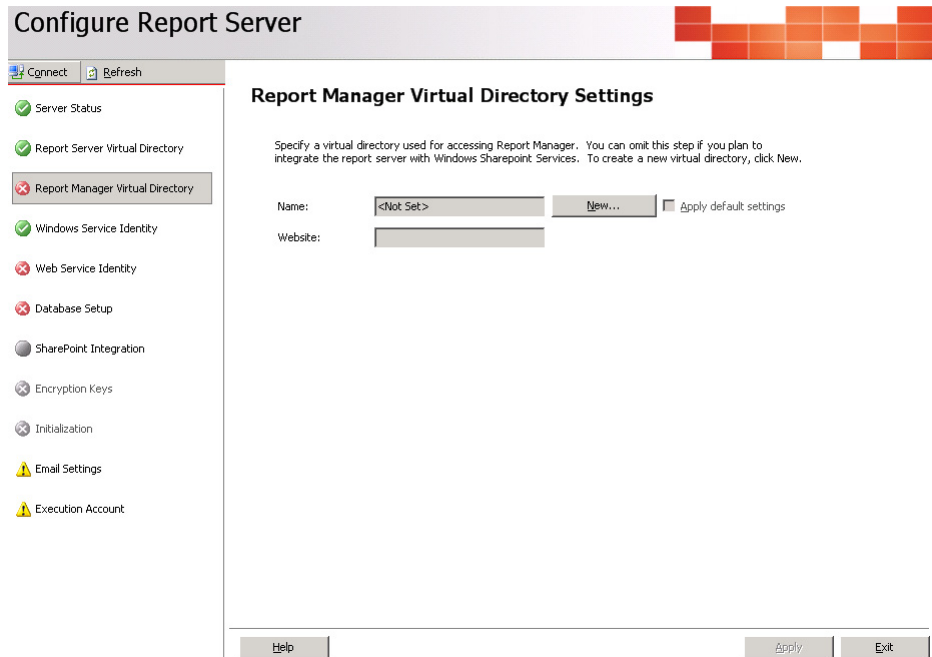 Configure Report Server
Connect
Refresh
Server Status
Report Server Virtual Directory
Report Manager Virtual Directory
Windows Service Identity
Web Service Identity
Database Setup
SharePoint Integration
Encryption Keys
Initialization
Email Settings
Execution Account
Report Manager Virtual Directory Settings
Specify a virtual directory used for accessing Report Manager. You can omit this step if you plan to
integrate the report server with Windows Sharepoint Services. To create a new virtual directory, click New.
Name: <Not Set> New... Apply default settings
Website:
Help Apply Exit